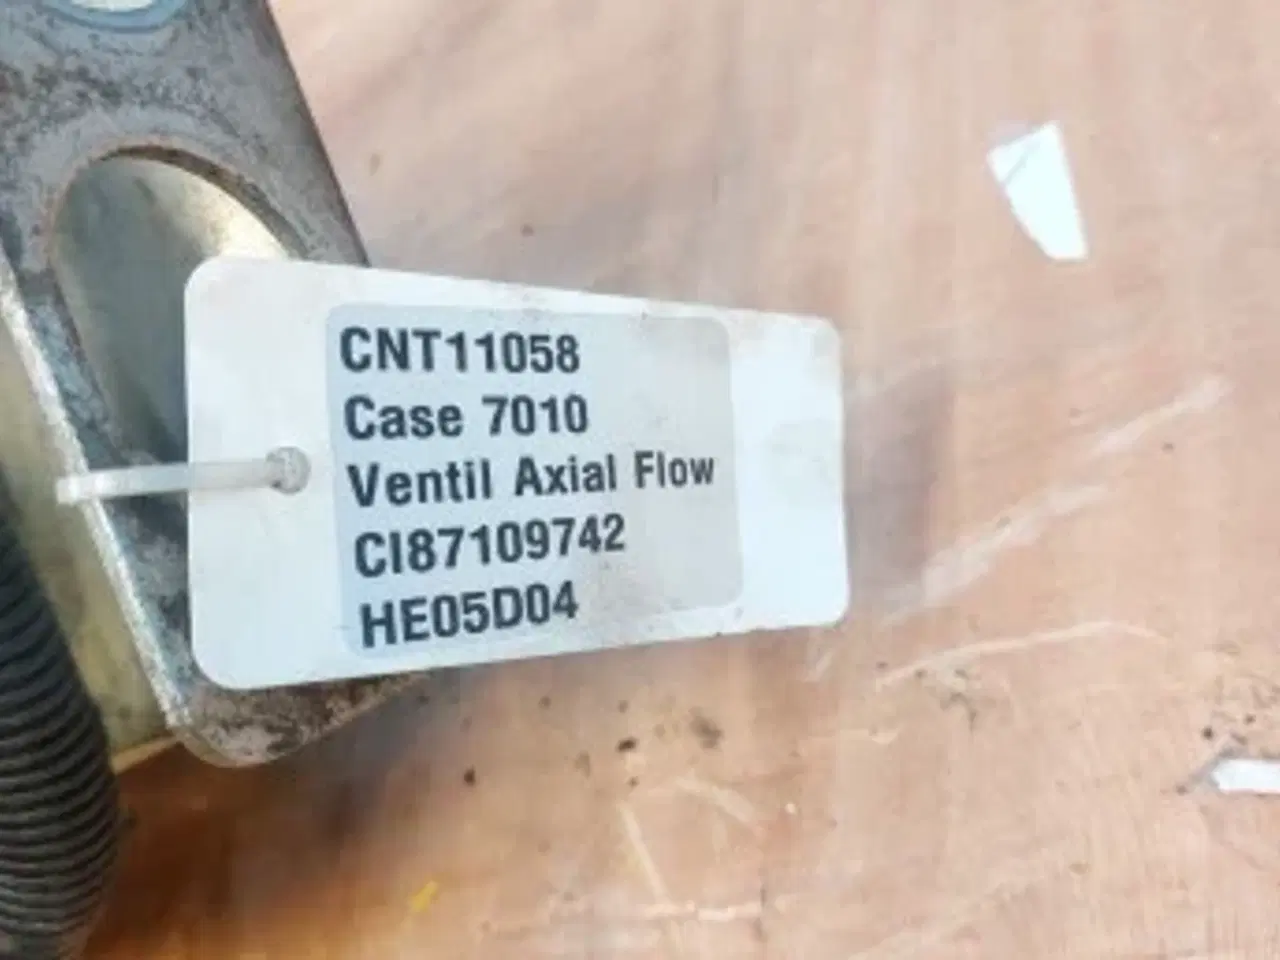 CNT11058
Case 7010
Ventil Axial Flow
CI87109742
HE05D04